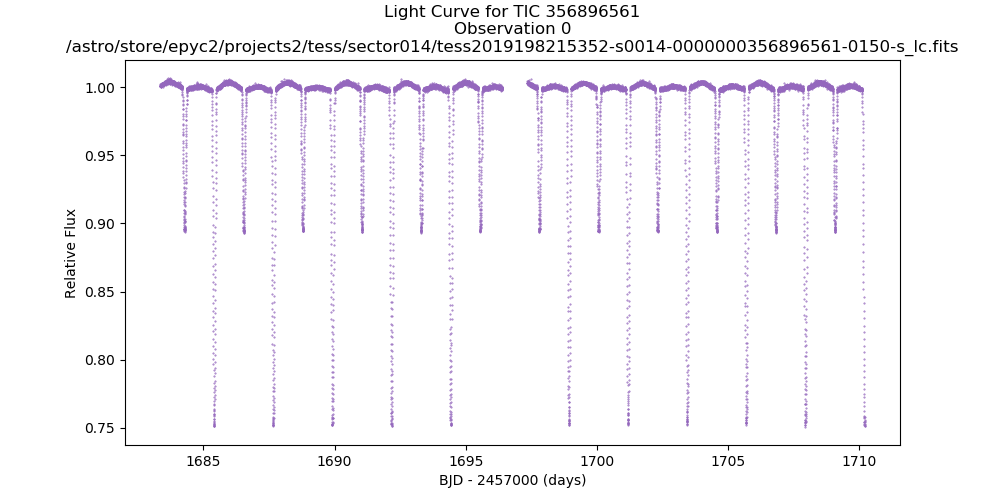 Light Curve for TIC 356896561
Observation 0
/astro/store/epyc2/projects2/tess/sector014/tess2019198215352-s0014-0000000356896561-0150-s_lc.fits
1.00
0.95
0.90
0.85
0.80
0.75
Relative Flux
1685
1690
1695
1700
1705
1710
BJD - 2457000 (days)